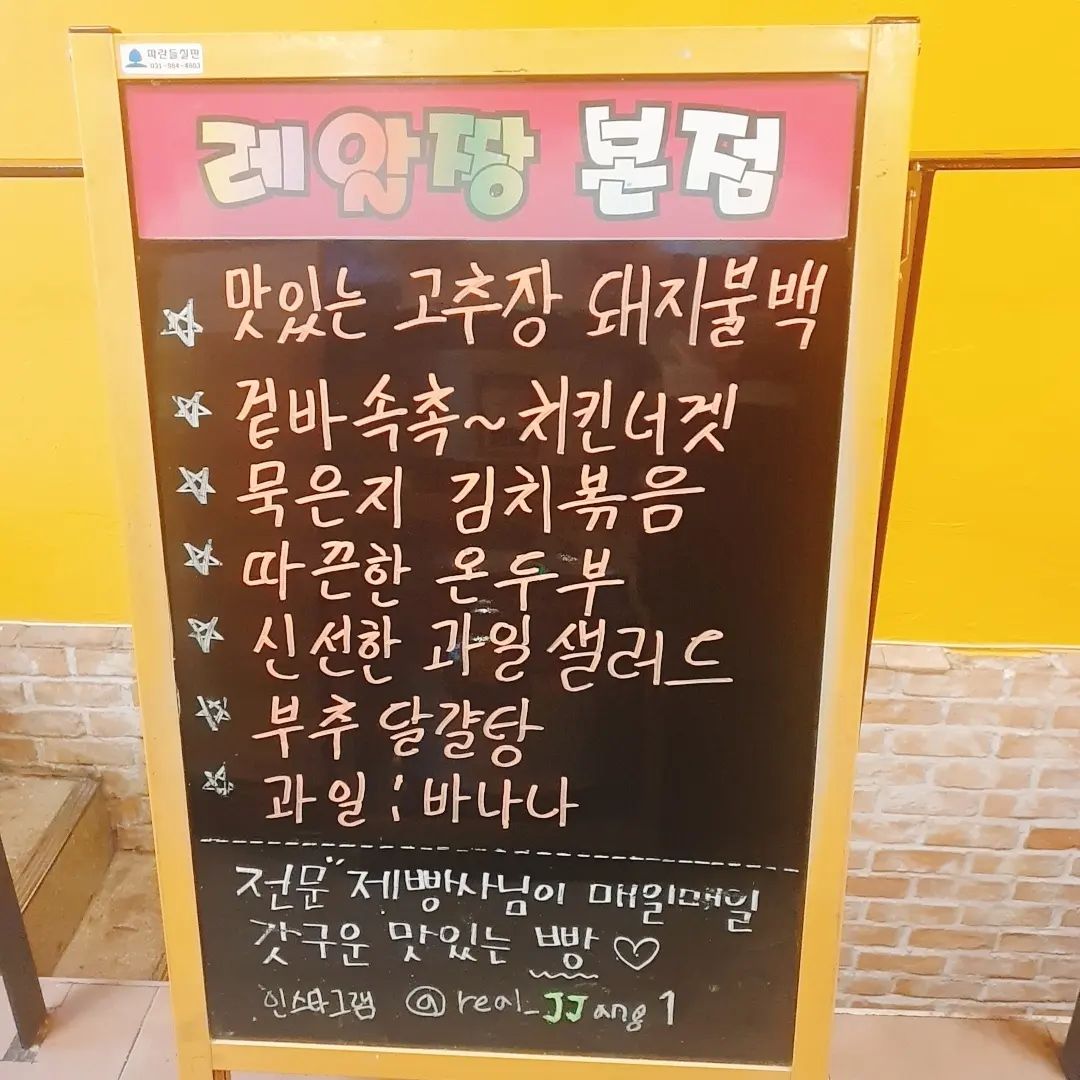 파란들칠판
031-964-4603
레알짱 본점
맛있는 고추장 돼지불백
겉바속촉~치킨너겟
묵은지 김치볶음
따끈한 온두부
신선한 과일샐러드
부추 달걀탕
과일 : 바나나
전문" 제빵사님이 매일매일
갓구운 맛있는 빵♡
인스타그램 @real_JJang1